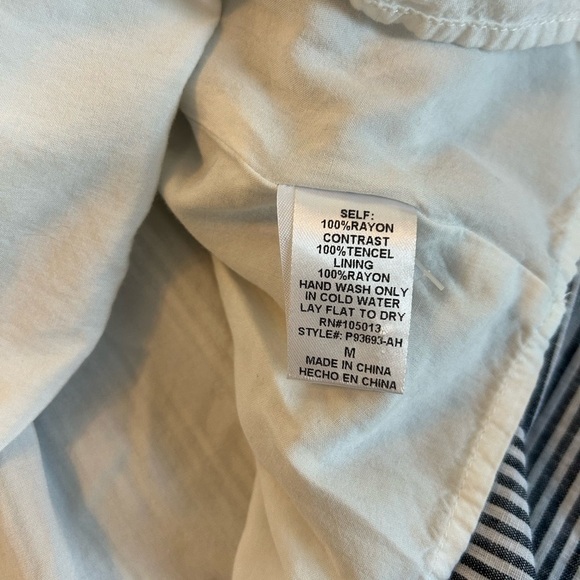 SELF:
100%RAYON
CONTRAST
100%TENCEL
LINING
100%RAYON
HAND WASH ONLY
IN COLD WATER
LAY FLAT TO DRY
RN#105013
STYLE#: P93693-AH
M
MADE IN CHINA
HECHO EN CHINA